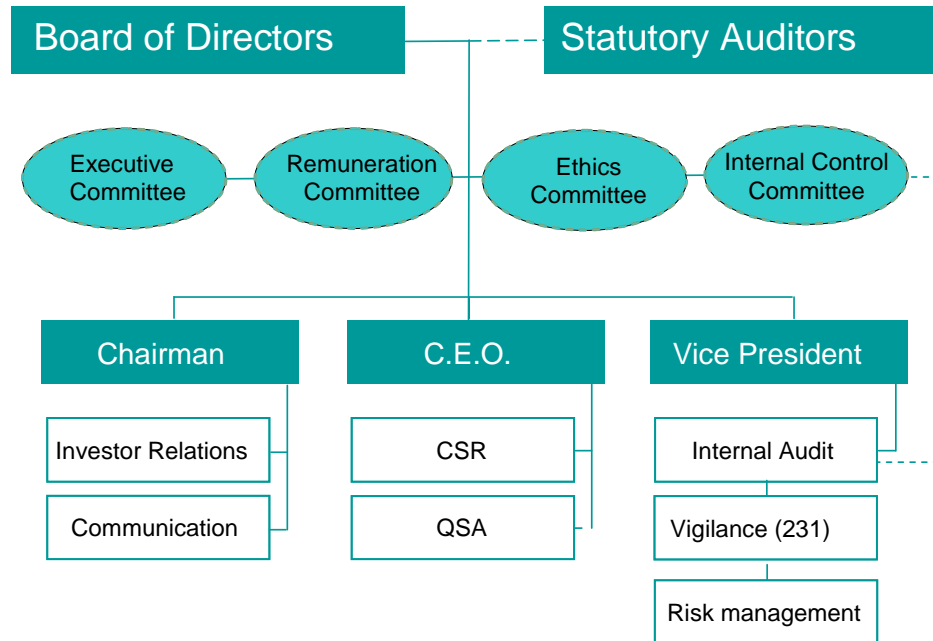 Board of Directors
Statutory Auditors
Executive
Committee
Remuneration
Committee
Ethics
Committee
Internal Control
Committee
Chairman
C.E.O.
Vice President
Investor Relations
CSR
Internal Audit
Communication
QSA
Vigilance (231)
Risk management